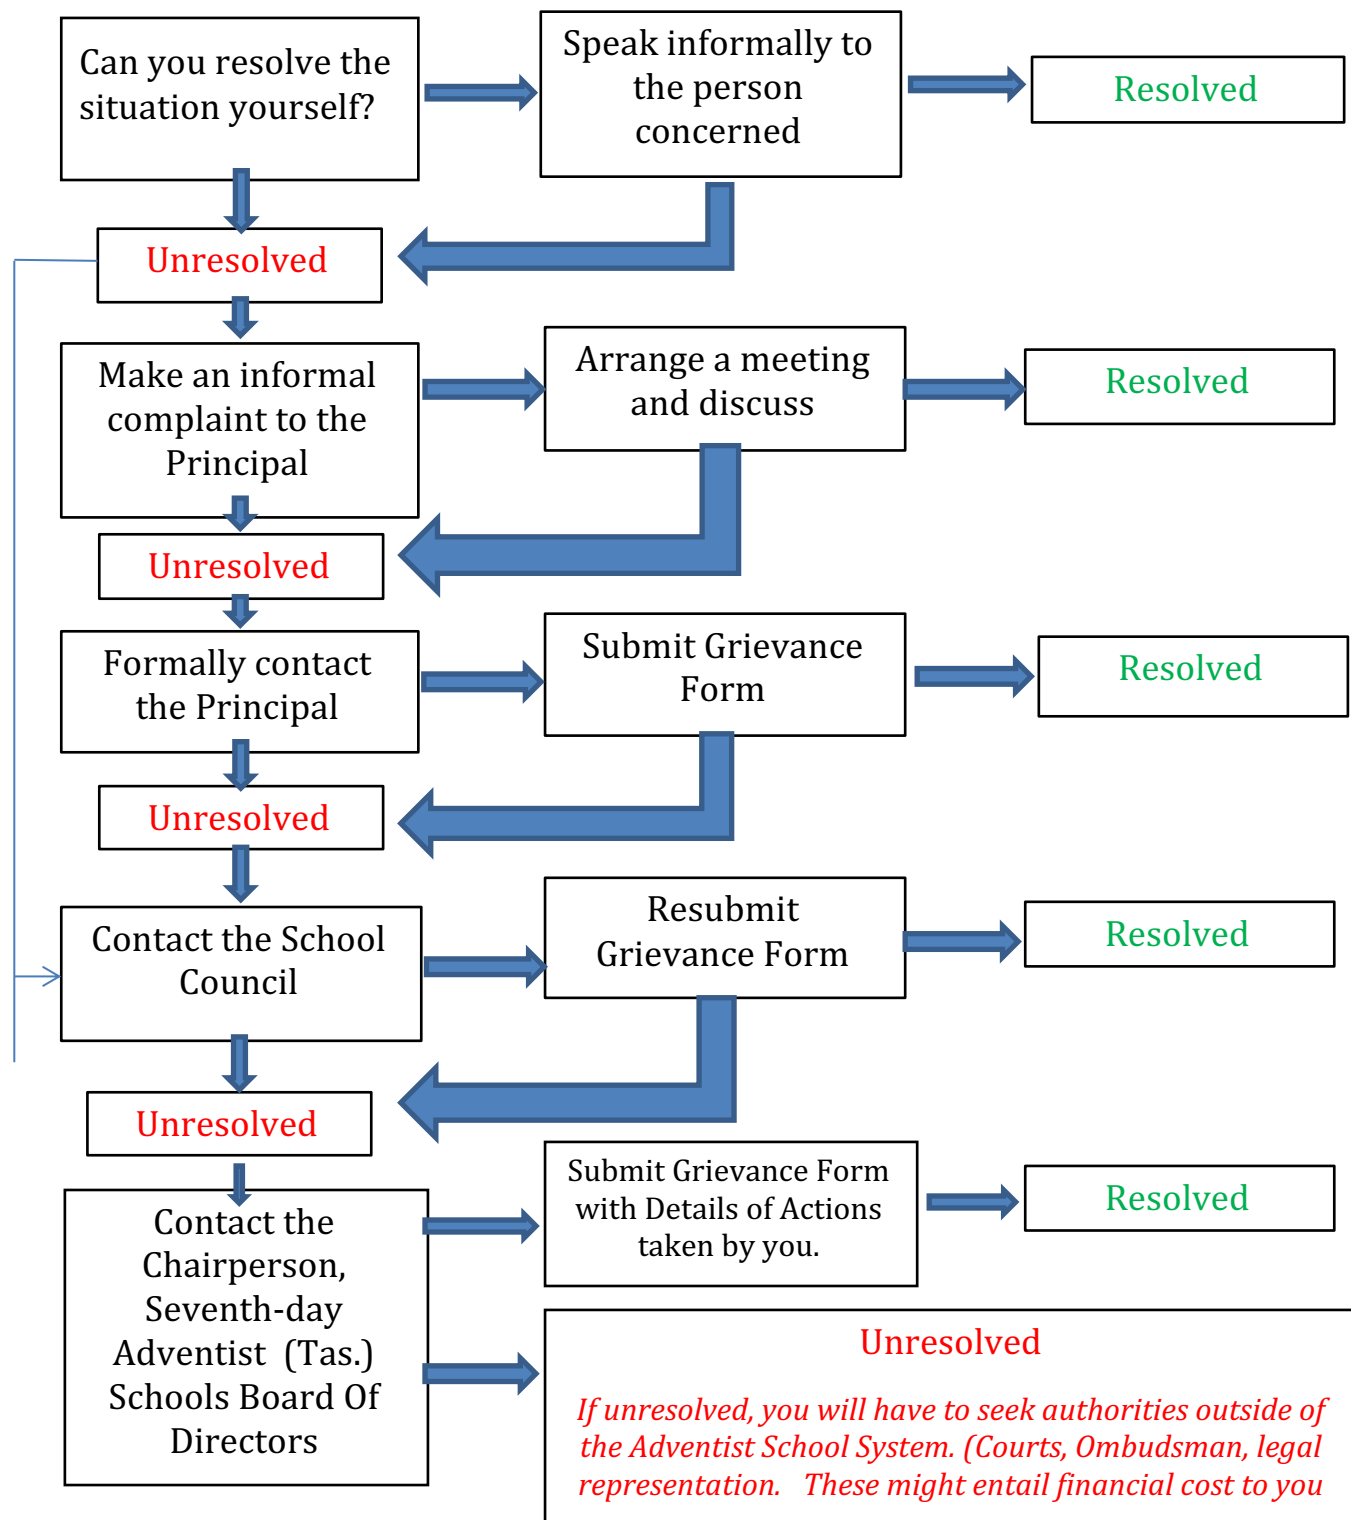 Can you resolve the
situation yourself?
Speak informally to
the person
concerned
Resolved
Unresolved
Make an informal
complaint to the
Principal
Arrange a meeting
and discuss
Resolved
Unresolved
Formally contact
the Principal
Submit Grievance
Form
Resolved
Unresolved
Contact the School
Council
Resubmit
Grievance Form
Resolved
Unresolved
Contact the
Chairperson,
Seventh-day
Adventist (Tas.)
Schools Board Of
Directors
Submit Grievance Form
with Details of Actions
taken by you.
Resolved
Unresolved
If unresolved, you will have to seek authorities outside of
the Adventist School System. (Courts, Ombudsman, legal
representation. These might entail financial cost to you